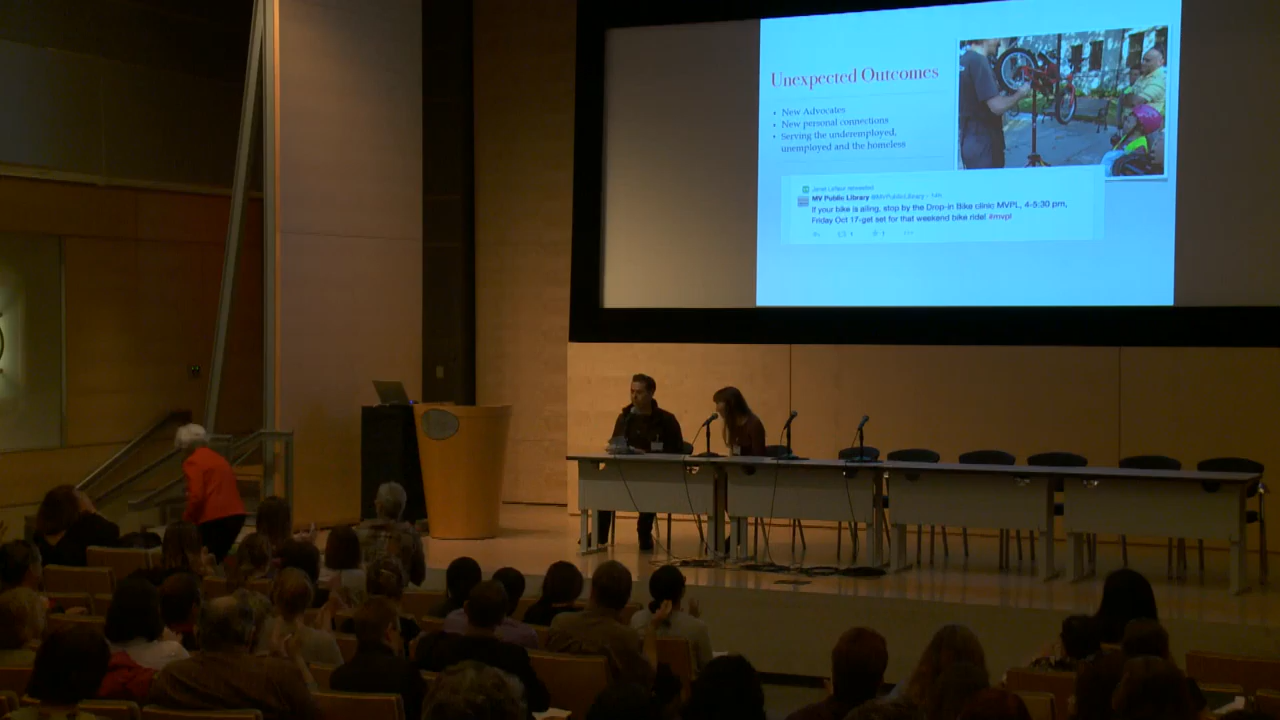 Unexpected Outcomes
• New Advocates
• New personal connections
• Serving the underemployed,
unemployed and the homeless
MV Public Library @MVPublicLibrary · 14h
If your bike is ailing, stop by the Drop-in Bike clinic MVPL, 4-5:30 pm,
Friday Oct 17-get set for that weekend bike ride! #mvpl